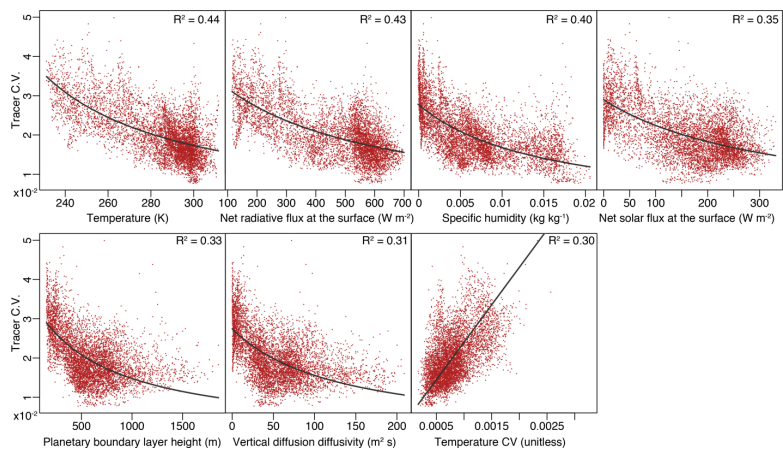 R² = 0.44
R² = 0.43
R² = 0.40
R² = 0.35
Tracer C.V.
5
4
3
2
1
x10⁻²
240
260
280
300
100
200
300
400
500
600
700
0
0.005
0.010
0.015
0.02
0
50
100
200
300
Temperature (K)
Net radiative flux at the surface (W m⁻²)
Specific humidity (kg kg⁻¹)
Net solar flux at the surface (W m⁻²)
R² = 0.33
R² = 0.31
R² = 0.30
Tracer C.V.
5
4
3
2
1
x10⁻²
500
1000
1500
0
50
100
150
200
0.0005
0.0015
0.0025
Planetary boundary layer height (m)
Vertical diffusion diffusivity (m² s)
Temperature CV (unitless)